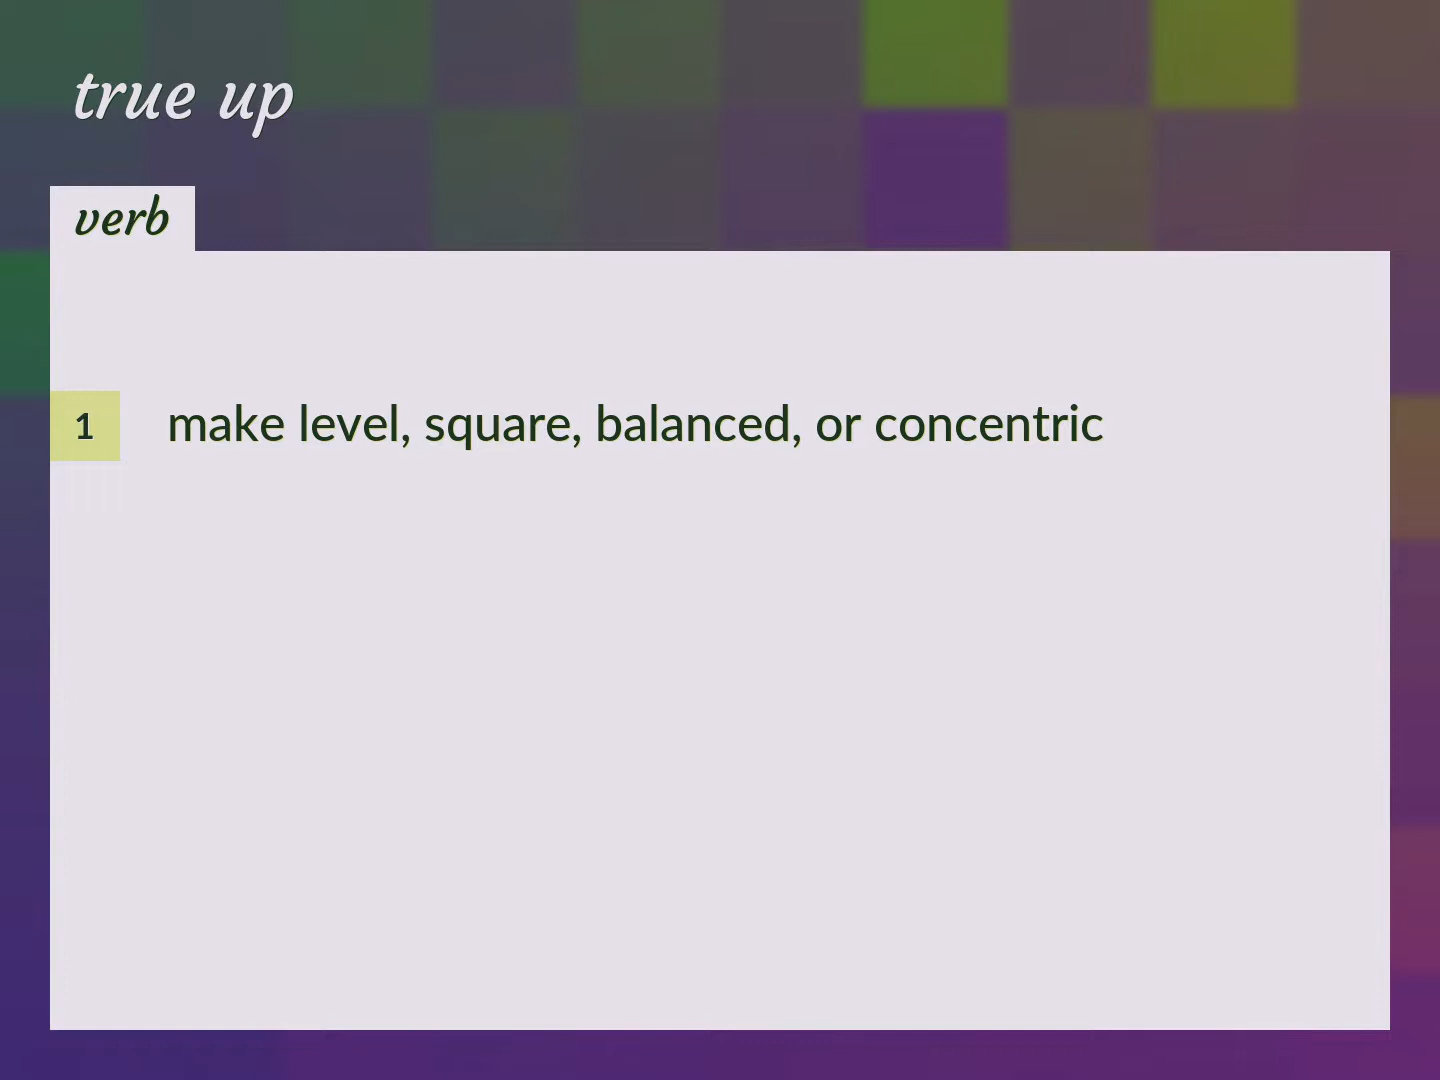 true up
verb
1 make level, square, balanced, or concentric